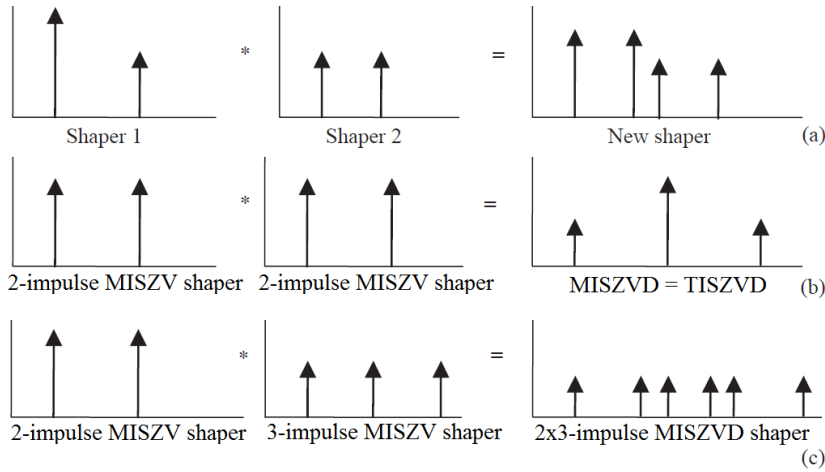 * =
Shaper 1 Shaper 2 New shaper (a)
* =
2-impulse MISZV shaper 2-impulse MISZV shaper MISZVD = TISZVD (b)
* =
2-impulse MISZV shaper 3-impulse MISZV shaper 2x3-impulse MISZVD shaper
(c)